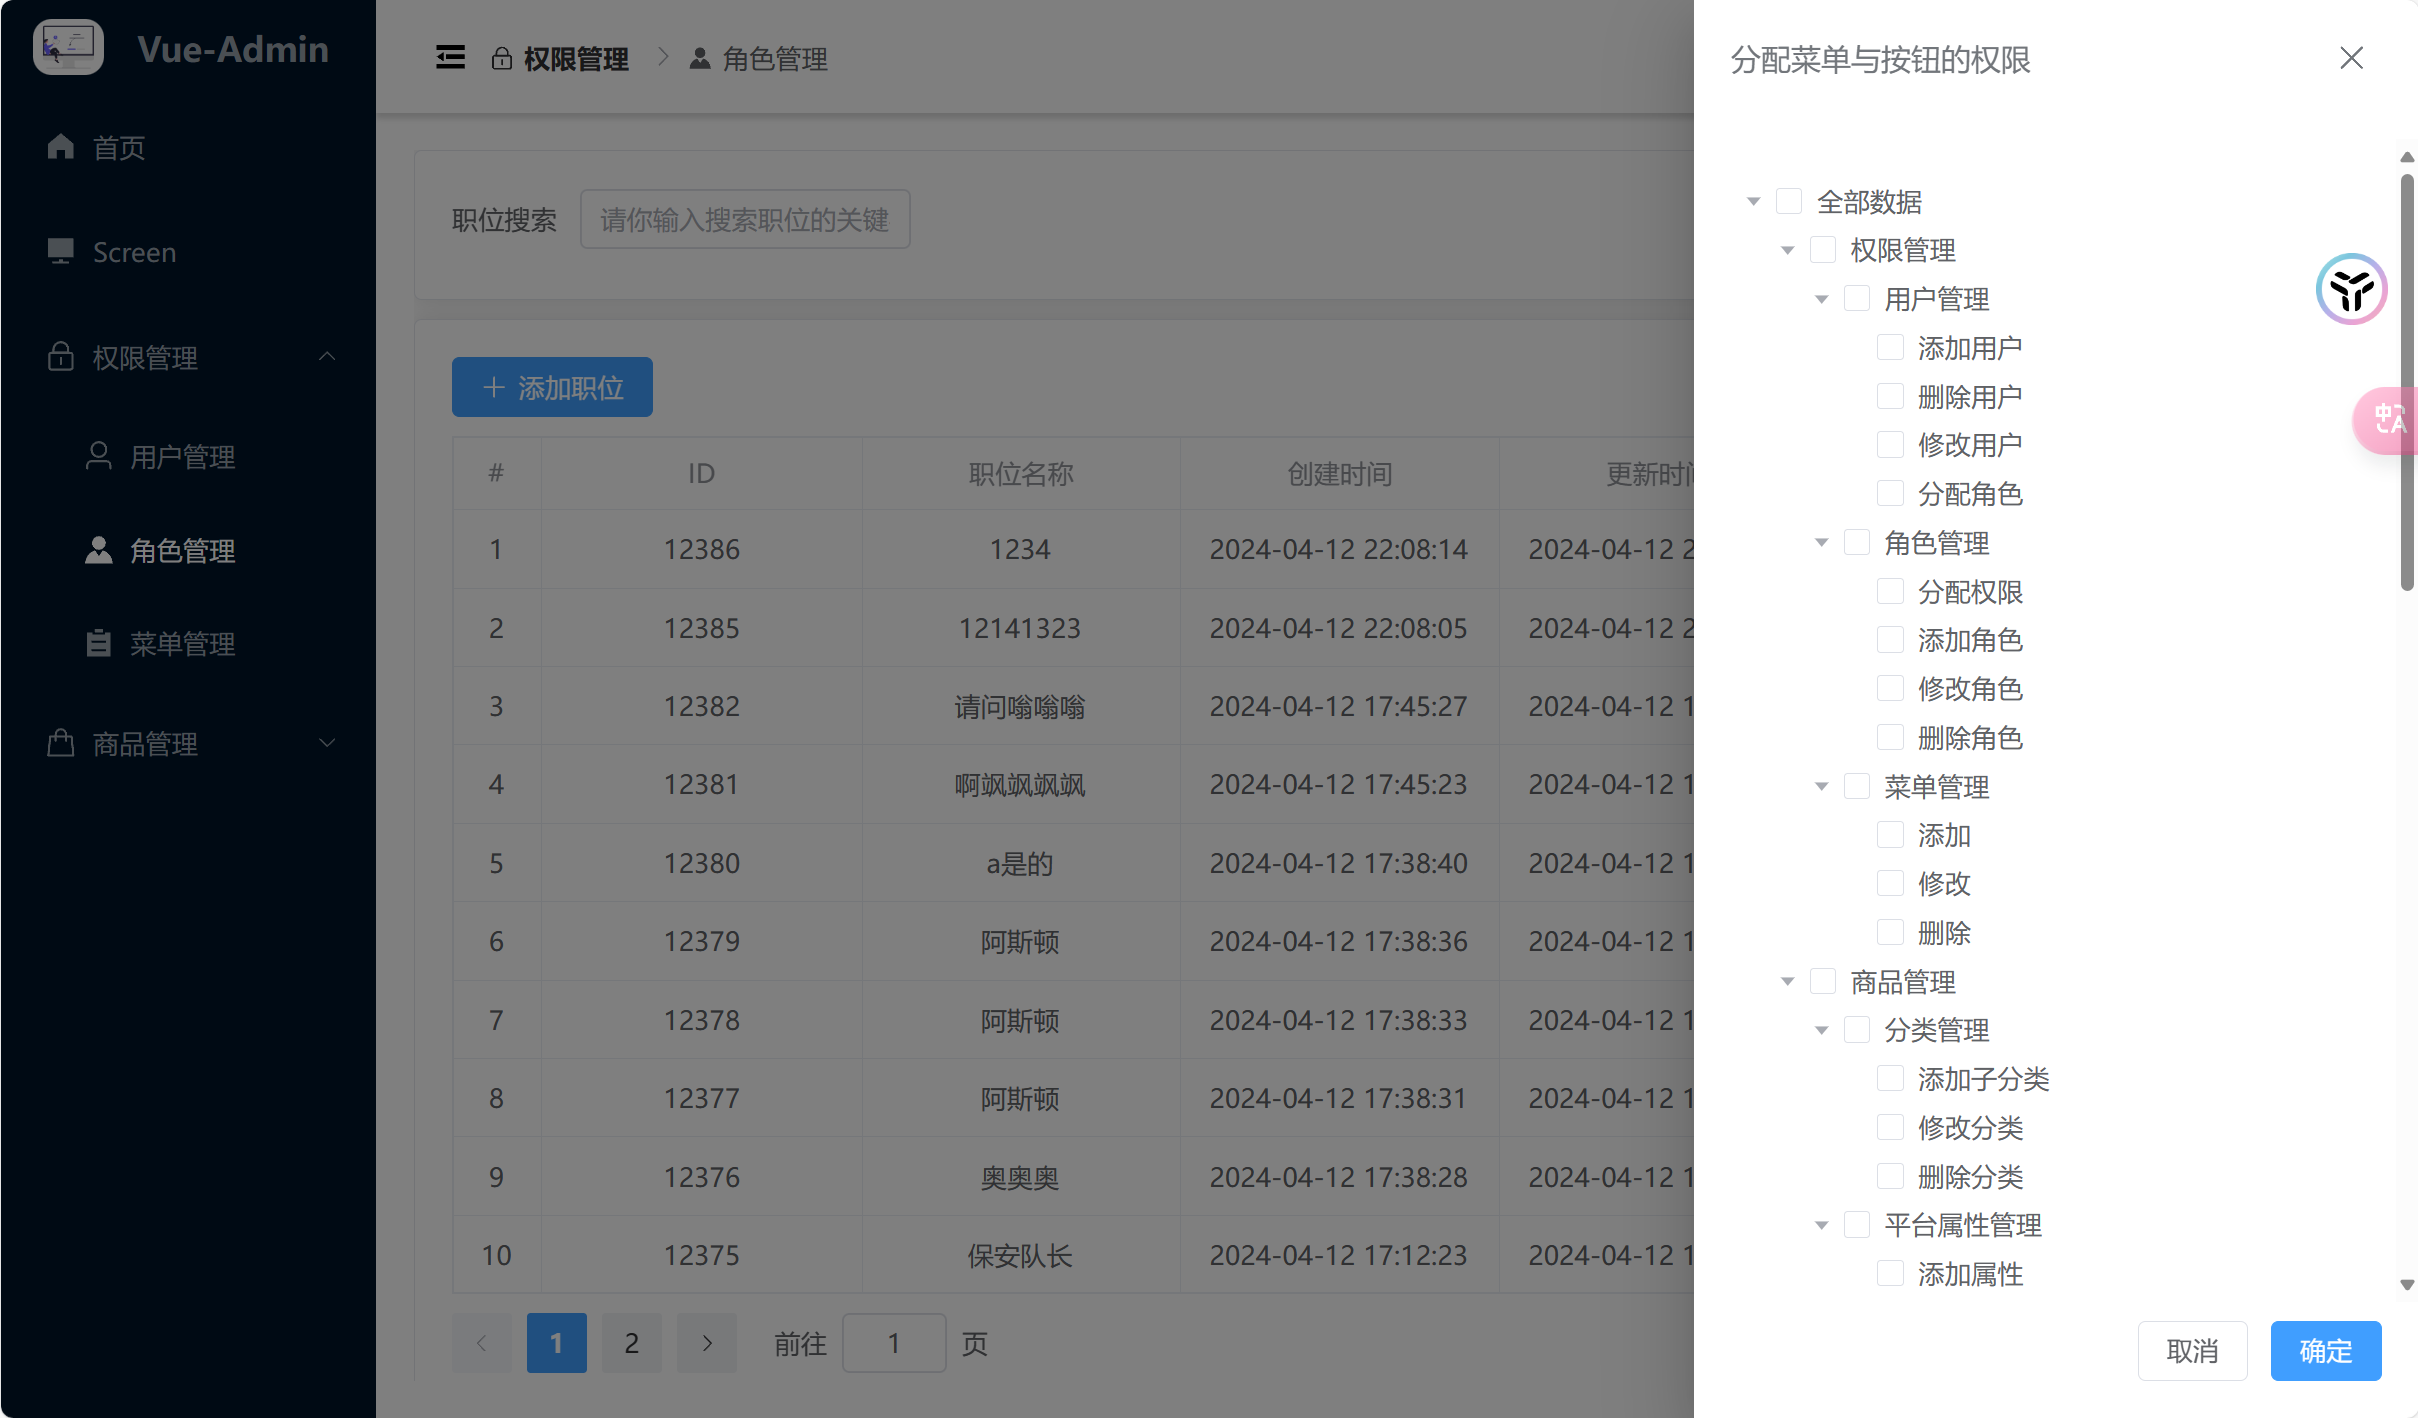 Vue-Admin
首页
Screen
权限管理
用户管理
角色管理
菜单管理
商品管理
权限管理
角色管理
职位搜索 请你输入搜索职位的关键
添加职位
# ID 职位名称 创建时间 更新时间
1 12386 1234 2024-04-12 22:08:14 2024-04-12 2
2 12385 12141323 2024-04-12 22:08:05 2024-04-12 2
3 12382 请问嗡嗡嗡 2024-04-12 17:45:27 2024-04-12 1
4 12381 啊飒飒飒飒 2024-04-12 17:45:23 2024-04-12 1
5 12380 a是的 2024-04-12 17:38:40 2024-04-12 1
6 12379 阿斯顿 2024-04-12 17:38:36 2024-04-12 1
7 12378 阿斯顿 2024-04-12 17:38:33 2024-04-12 1
8 12377 阿斯顿 2024-04-12 17:38:31 2024-04-12 1
9 12376 奥奥奥 2024-04-12 17:38:28 2024-04-12 1
10 12375 保安队长 2024-04-12 17:12:23 2024-04-12 1
1 2 前往 1 页
分配菜单与按钮的权限
全部数据
权限管理
用户管理
添加用户
删除用户
修改用户
分配角色
角色管理
分配权限
添加角色
修改角色
删除角色
菜单管理
添加
修改
删除
商品管理
分类管理
添加子分类
修改分类
删除分类
平台属性管理
添加属性
取消 确定